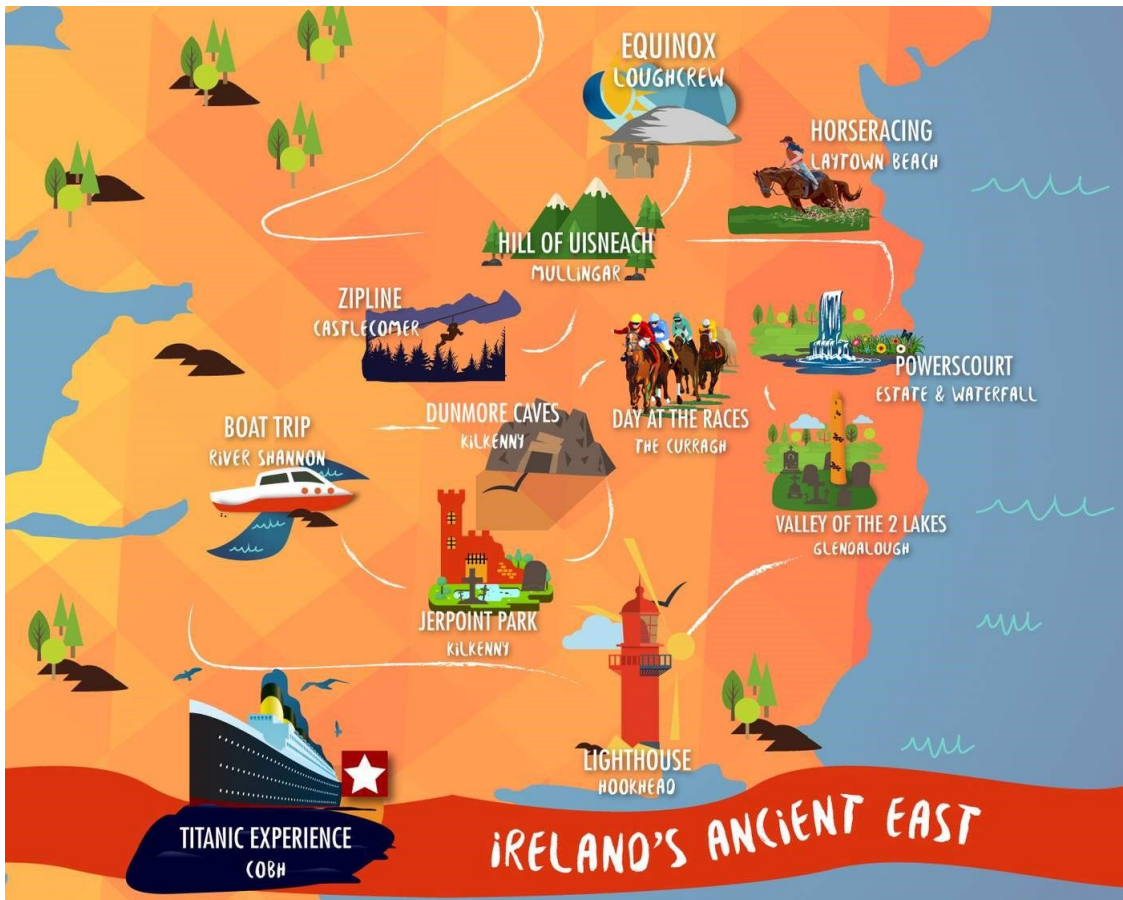 EQUINOX
LOUGHCREW
HORSERACING
LAYTOWN BEACH
HILL OF UISNEACH
MULLINGAR
ZIPLINE
CASTLECOMER
POWERSCOURT
ESTATE & WATERFALL
DUNMORE CAVES
KILKENNY
DAY AT THE RACES
THE CURRAGH
BOAT TRIP
RIVER SHANNON
VALLEY OF THE 2 LAKES
GLENDALOUGH
JERPOINT PARK
KILKENNY
LIGHTHOUSE
HOOKHEAD
TITANIC EXPERIENCE
COBH
IRELAND'S ANCIENT EAST